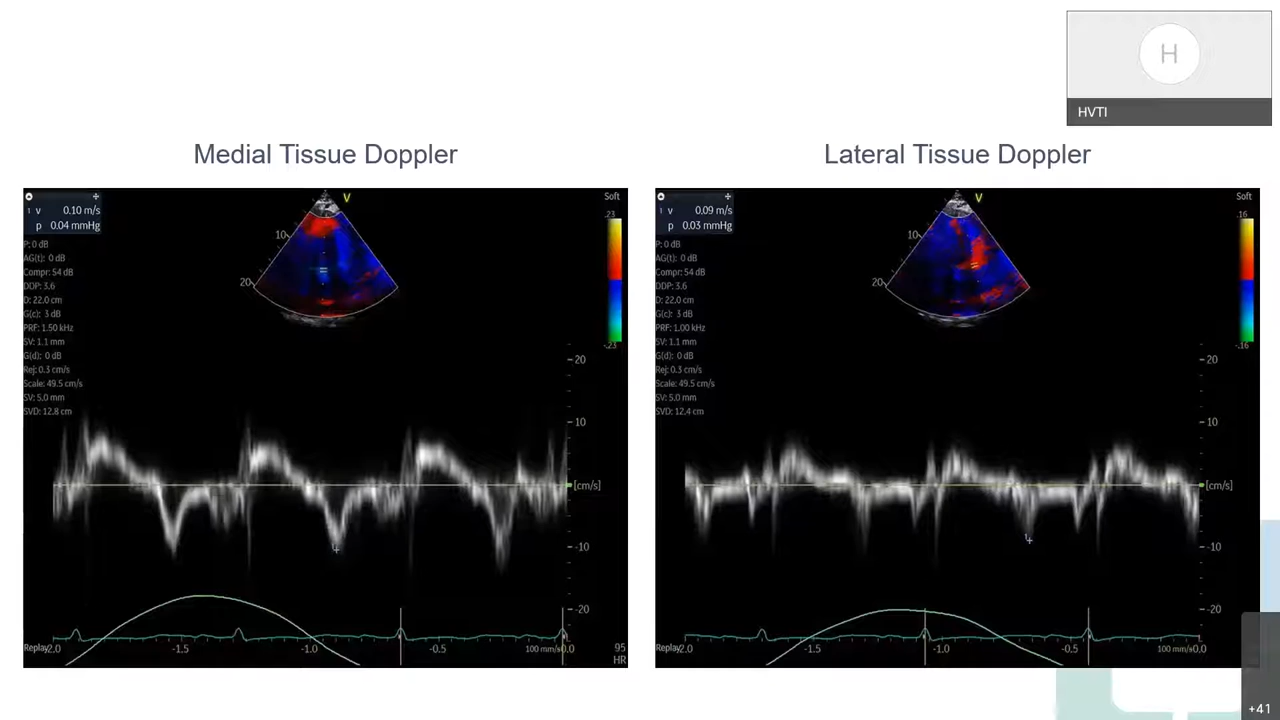 H
HVTI
Medial Tissue Doppler
Lateral Tissue Doppler
V
Soft
1 v 0.10 m/s
p 0.04 mmHg
.23
10
P: 0 dB
AG(t): 0 dB
Compr: 54 dB
DDP: 3.6
D: 22.0 cm
G(c): 3 dB
PRF: 1.50 kHz
SV: 1.1 mm
G(d): 0 dB
Rej: 0.3 cm/s
Scale: 49.5 cm/s
SV: 5.0 mm
SVD: 12.8 cm
20
-.23
20
10
[cm/s]
-10
-20
Replay
-2.0
-1.5
-1.0
-0.5
100 mm/s
0.0
95
HR
V
Soft
1 v 0.09 m/s
p 0.03 mmHg
.16
10
P: 0 dB
AG(t): 0 dB
Compr: 54 dB
DDP: 3.6
D: 22.0 cm
G(c): 3 dB
PRF: 1.00 kHz
SV: 1.1 mm
G(d): 0 dB
Rej: 0.3 cm/s
Scale: 49.5 cm/s
SV: 5.0 mm
SVD: 12.4 cm
20
-.16
20
10
[cm/s]
-10
-20
Replay
-2.0
-1.5
-1.0
-0.5
100 mm/s
0.0
+41